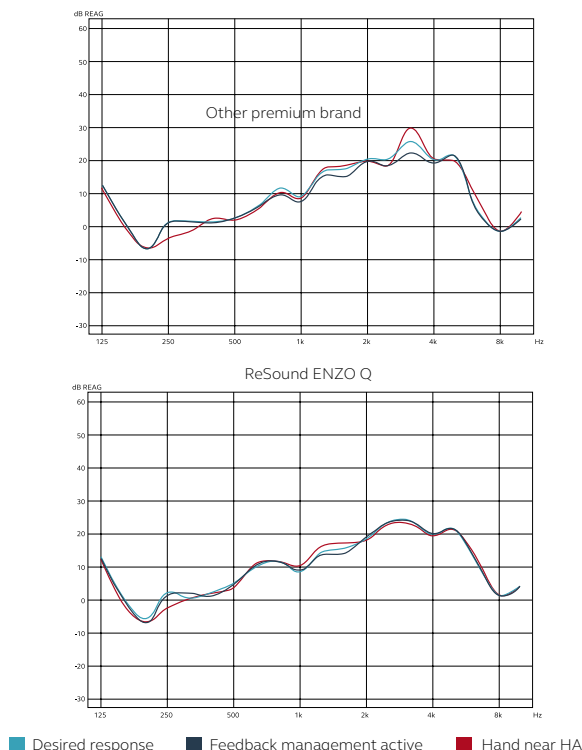 dB REAG
60
50
40
Other premium brand
30
20
10
0
-10
-20
-30
125 250 500 1k 2k 4k 8k Hz
ReSound ENZO Q
dB REAG
60
50
40
30
20
10
0
-10
-20
-30
125 250 500 1k 2k 4k 8k Hz
Desired response Feedback management active Hand near HA